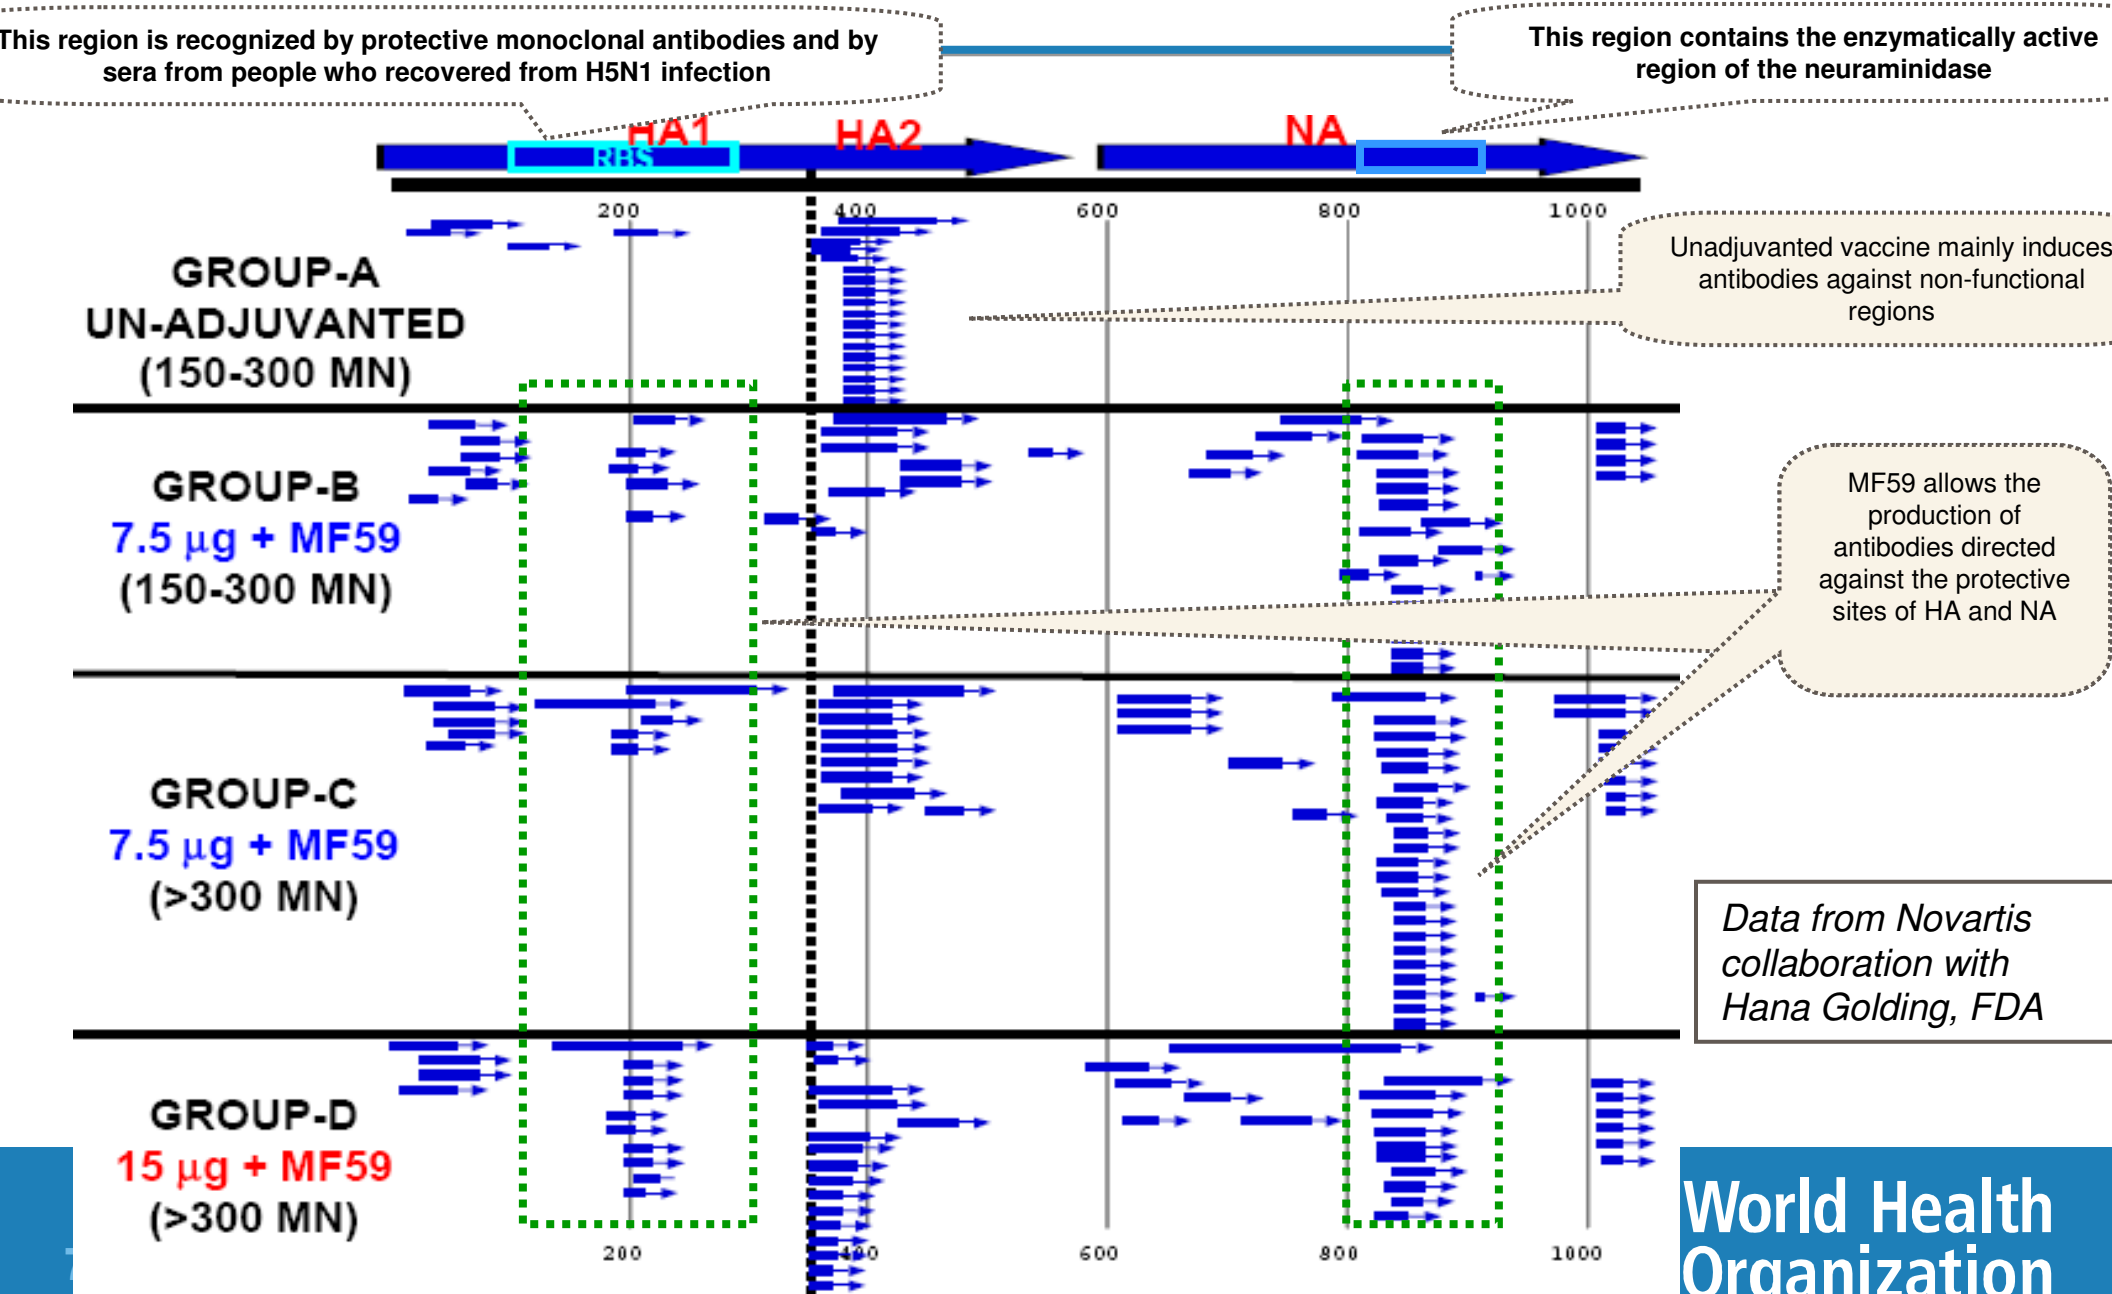 This region is recognized by protective monoclonal antibodies and by
sera from people who recovered from H5N1 infection
This region contains the enzymatically active
region of the neuraminidase
HA1
HA2
NA
RBS
200
400
600
800
1000
GROUP-A
UN-ADJUVANTED
(150-300 MN)
Unadjuvanted vaccine mainly induces
antibodies against non-functional
regions
GROUP-B
7.5 μg + MF59
(150-300 MN)
MF59 allows the
production of
antibodies directed
against the protective
sites of HA and NA
GROUP-C
7.5 μg + MF59
(>300 MN)
Data from Novartis
collaboration with
Hana Golding, FDA
GROUP-D
15 μg + MF59
(>300 MN)
200
400
600
800
1000
World Health
Organization